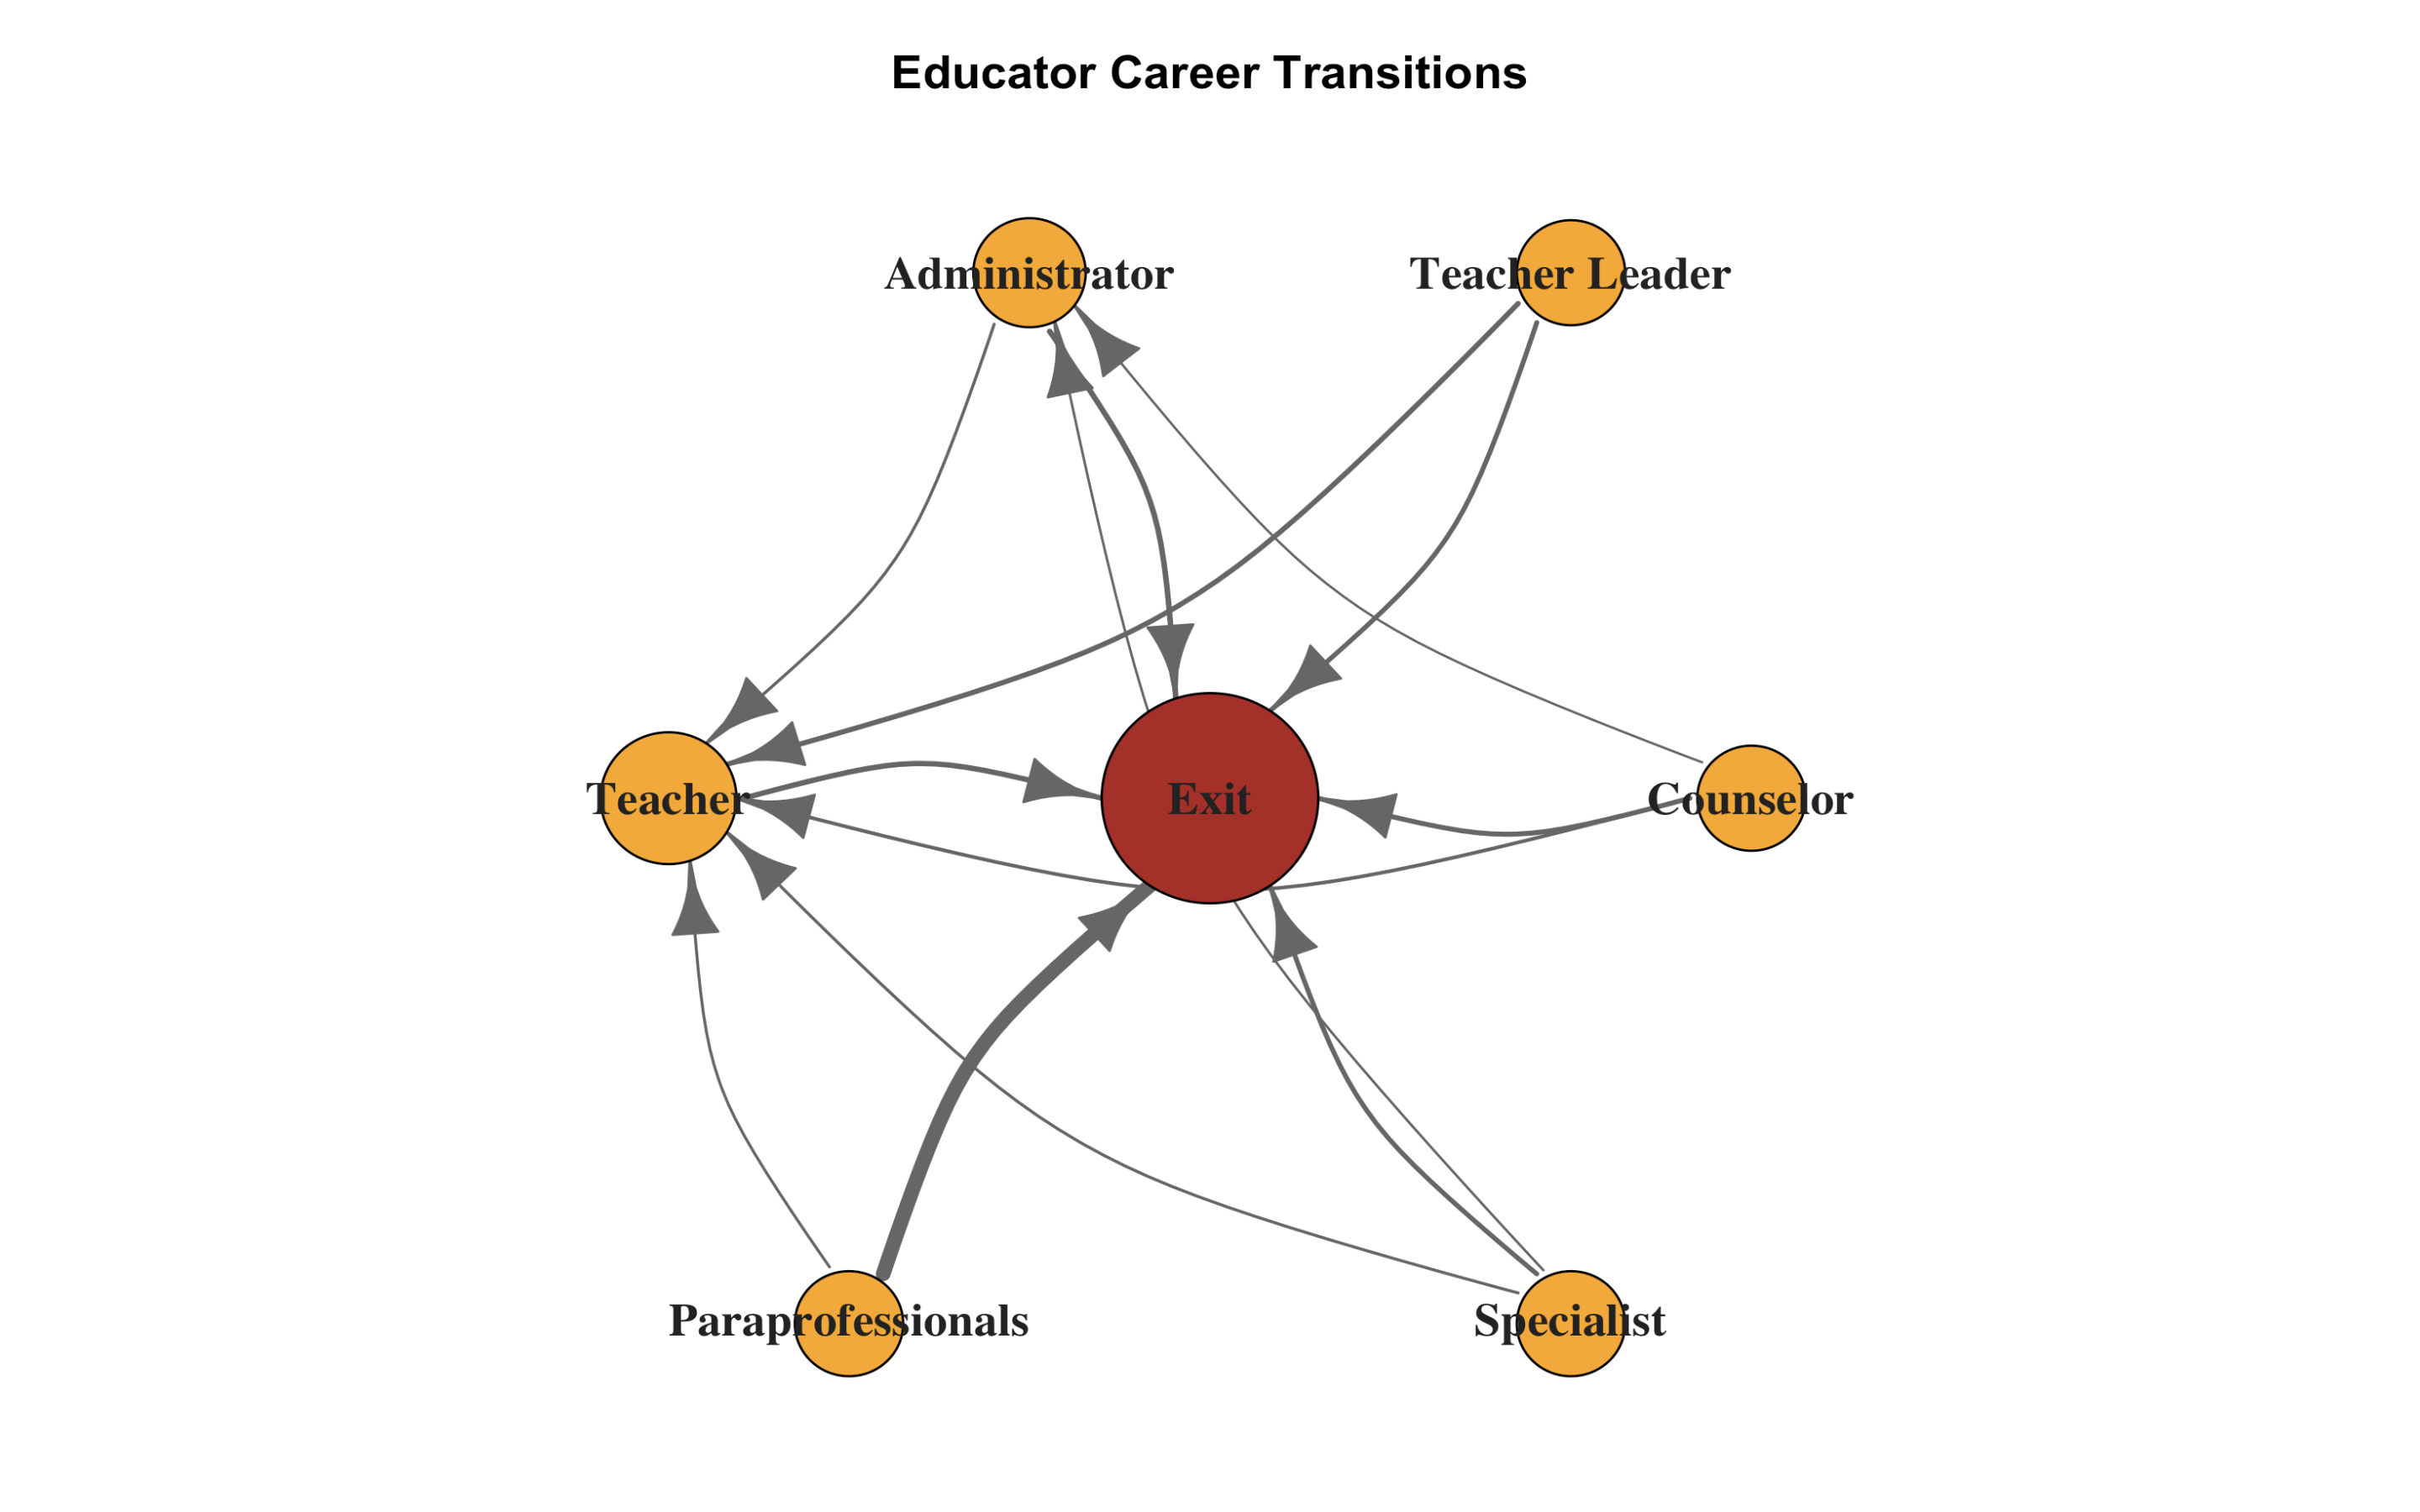 Educator Career Transitions
Administrator
Teacher Leader
Teacher
Exit
Counselor
Paraprofessionals
Specialist